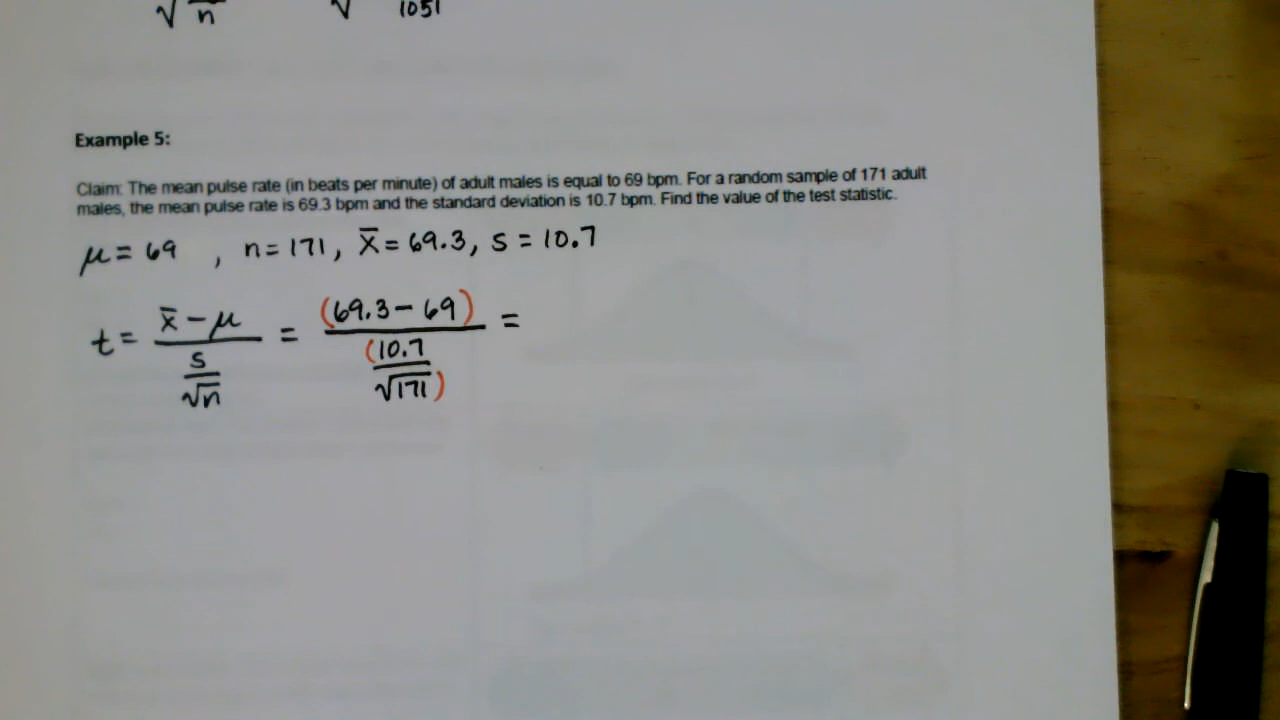 √n √ 1051
Example 5:
Claim: The mean pulse rate (in beats per minute) of adult males is equal to 69 bpm. For a random sample of 171 adult
males, the mean pulse rate is 69.3 bpm and the standard deviation is 10.7 bpm. Find the value of the test statistic.
μ = 69 , n = 171, x̄ = 69.3, s = 10.7
x̄ − μ (69.3 − 69)
t = = =
s (10.7
√n √171)